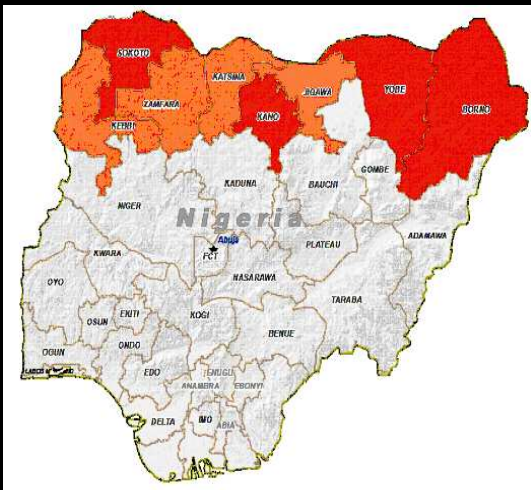 SOKOTO
KATSINA
JIGAWA
YOBE
BORNO
ZAMFARA
KANO
KEBBI
GOMBE
KADUNA
BAUCHI
NIGER
Nigeria
ADAMAWA
Abuja
PLATEAU
FCT
KWARA
NASARAWA
OYO
TARABA
OSUN
EKITI
KOGI
BENUE
ONDO
OGUN
EDO
ENUGU
ANAMBRA
EBONYI
LAGOS
DELTA
IMO
ABIA